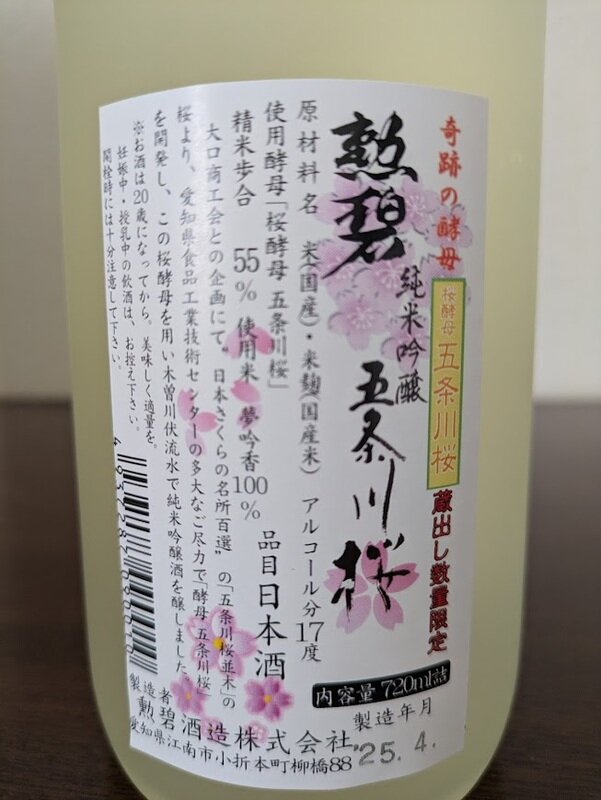 奇跡の酵母
桜酵母
五条川桜
蔵出し数量限定
勲碧
純米吟醸
五条川桜
内容量720ml詰
製造年月
25. 4.
原材料名 米(国産)・米麹(国産米) アルコール分17度
使用酵母「桜酵母 五条川桜」
精米歩合 55% 使用米 夢吟香100%
品目日本酒
大口商工会との企画にて、日本さくらの名所百選”の「五条川桜並木」の
桜より、愛知県食品工業技術センターの多大なご尽力で「酵母 五条川桜」
を開発し、この桜酵母を用い木曽川伏流水で純米吟醸酒を醸しました。
※お酒は20歳になってから。美味しく適量を。
妊娠中・授乳中の飲酒は、お控え下さい。
開栓時には十分注意して下さい。
製造者
勲碧酒造株式会社
愛知県江南市小折本町柳橋88